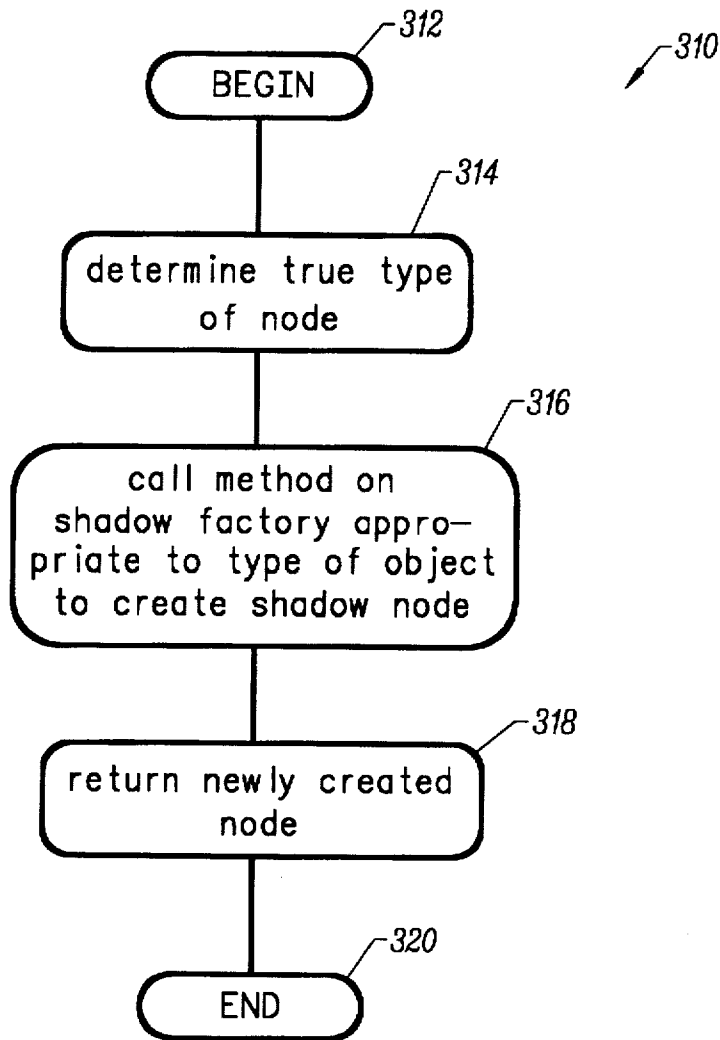 312
310
BEGIN
314
determine true type
of node
316
call method on
shadow factory appro-
priate to type of object
to create shadow node
318
return newly created
node
320
END